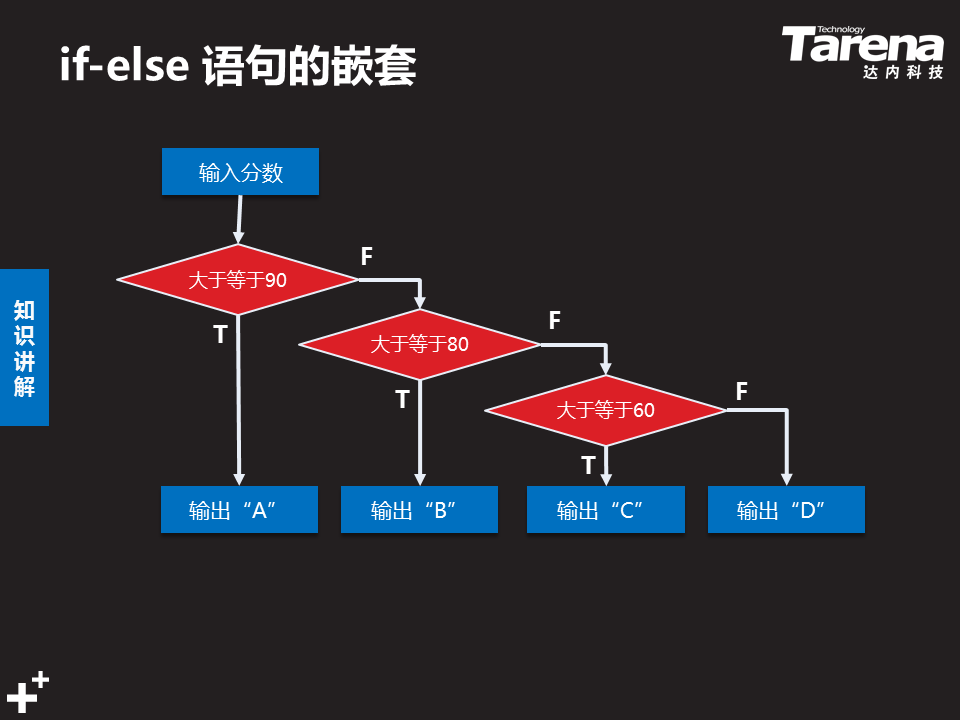 if-else 语句的嵌套
Technology
Tarena
达内科技
知识讲解
输入分数
大于等于90
F
T
大于等于80
F
T
大于等于60
F
T
输出“A”
输出“B”
输出“C”
输出“D”